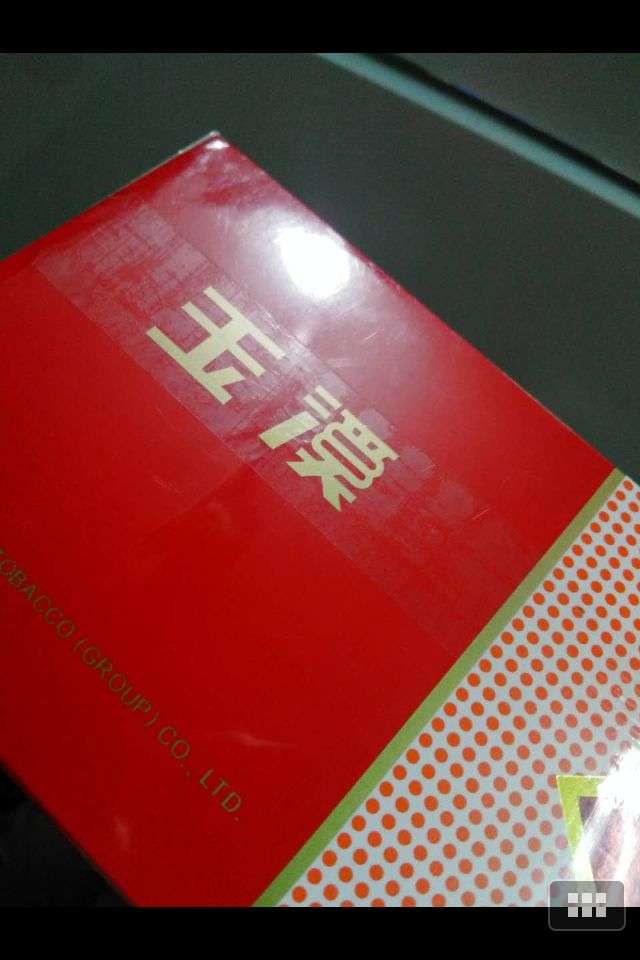 玉溪
TOBACCO (GROUP) CO., LTD.